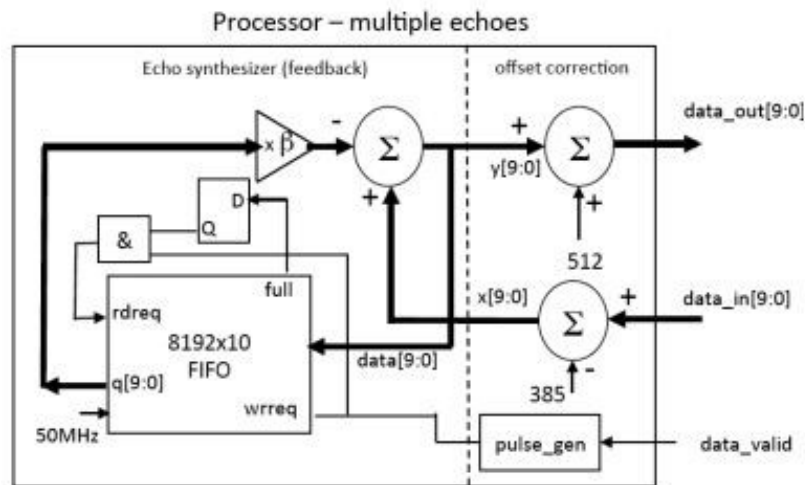 Processor – multiple echoes
Echo synthesizer (feedback)
offset correction
x β
-
Σ
+
+
y[9:0]
Σ
+
data_out[9:0]
512
D
Q
&
full
rdreq
8192x10
FIFO
q[9:0]
wrreq
50MHz
data[9:0]
x[9:0]
Σ
+
data_in[9:0]
-
385
pulse_gen
data_valid